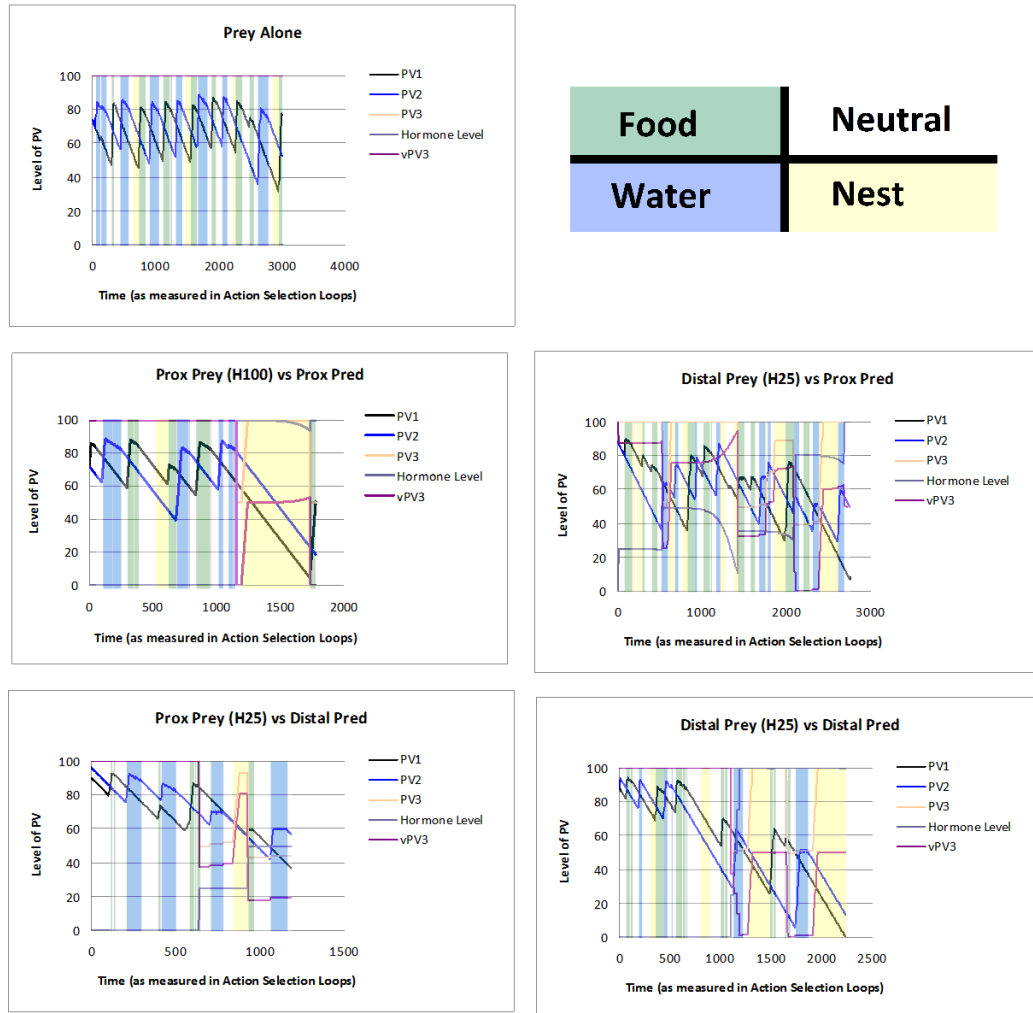 Prey Alone
100
80
60
40
20
0
Level of PV
0 1000 2000 3000 4000
Time (as measured in Action Selection Loops)
PV1
PV2
PV3
Hormone Level
vPV3
Food Neutral
Water Nest
Prox Prey (H100) vs Prox Pred
100
80
60
40
20
0
Level of PV
0 500 1000 1500 2000
Time (as measured in Action Selection Loops)
PV1
PV2
PV3
Hormone Level
vPV3
Distal Prey (H25) vs Prox Pred
100
80
60
40
20
0
Level of PV
0 1000 2000 3000
Time (as measured in Action Selection Loops)
PV1
PV2
PV3
Hormone Level
vPV3
Prox Prey (H25) vs Distal Pred
100
80
60
40
20
0
Level of PV
0 500 1000 1500
Time (as measured in Action Selection Loops)
PV1
PV2
PV3
Hormone Level
vPV3
Distal Prey (H25) vs Distal Pred
100
80
60
40
20
0
Level of PV
0 500 1000 1500 2000 2500
Time (as measured in Action Selection Loops)
PV1
PV2
PV3
Hormone Level
vPV3